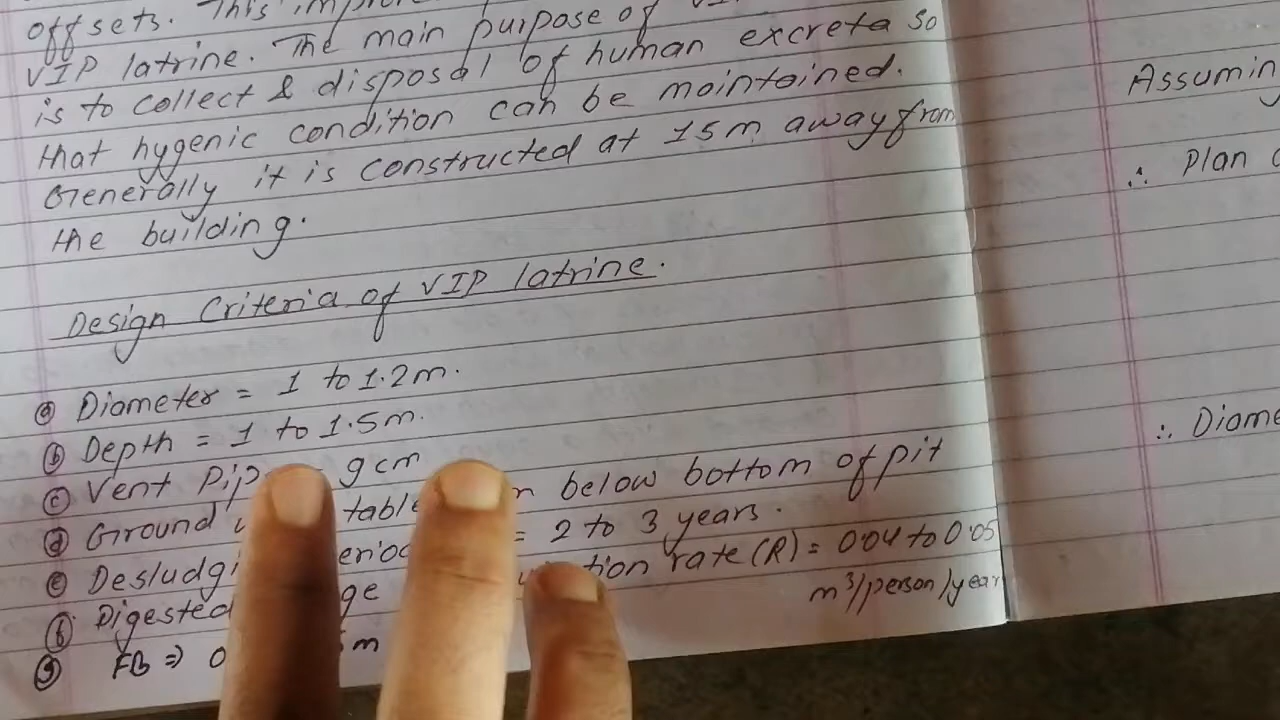 offsets. This
VIP latrine. The main purpose of
is to collect & disposal of human excreta so
that hygenic condition can be maintained.
Generally it is constructed at 15m away from
the building.
Design Criteria of VIP latrine.
(a) Diameter = 1 to 1.2m.
(b) Depth = 1 to 1.5m.
(c) Vent 9cm
(d) Ground below bottom of pit
(e) = 2 to 3 years.
(f) Digested rate (R) = 0.04 to 0.05
m³/person/year
(g) FB ⇒
Assuming
∴ Plan
∴